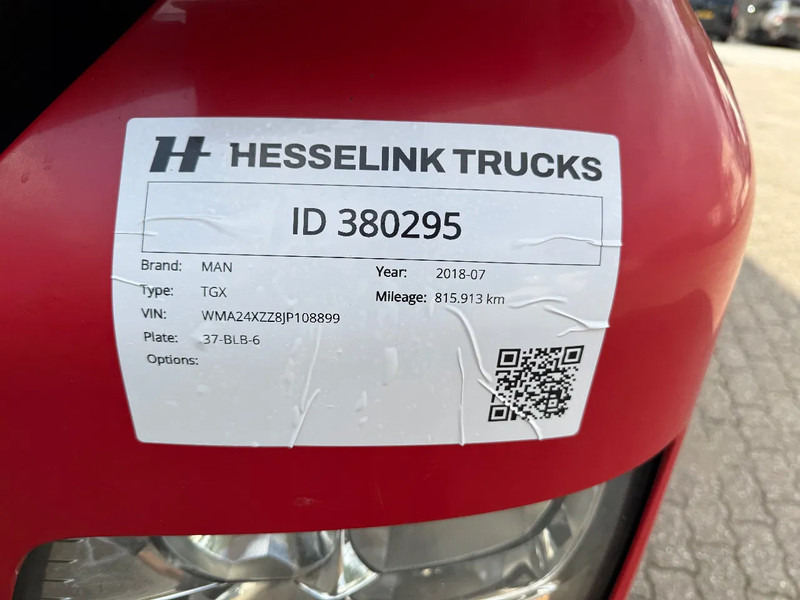 H HESSELINK TRUCKS
ID 380295
Brand: MAN
Year: 2018-07
Type: TGX
Mileage: 815.913 km
VIN: WMA24XZZ8JP108899
Plate: 37-BLB-6
Options: